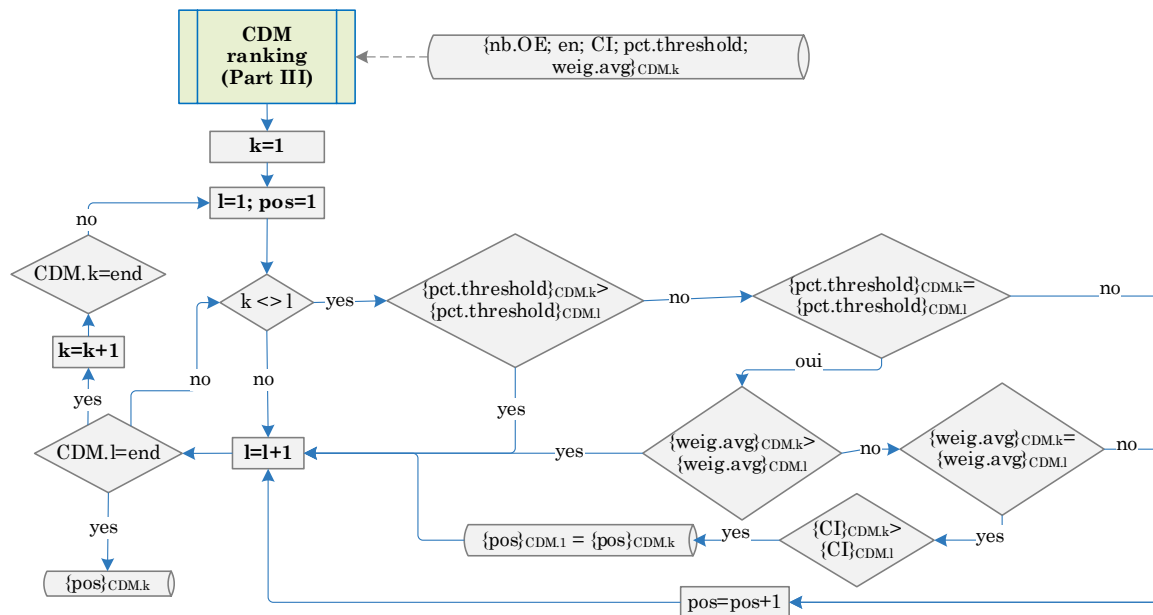 CDM
ranking
(Part III)
{nb.OE; en; CI; pct.threshold;
weig.avg}CDM.k
k=1
l=1; pos=1
no
CDM.k=end
k <> l
yes
{pct.threshold}CDM.k>
{pct.threshold}CDM.l
no
{pct.threshold}CDM.k=
{pct.threshold}CDM.l
no
k=k+1
no
no
oui
yes
yes
CDM.l=end
l=l+1
yes
{weig.avg}CDM.k>
{weig.avg}CDM.l
no
{weig.avg}CDM.k=
{weig.avg}CDM.l
no
yes
{pos}CDM.1 = {pos}CDM.k
yes
{CI}CDM.k>
{CI}CDM.l
yes
{pos}CDM.k
pos=pos+1